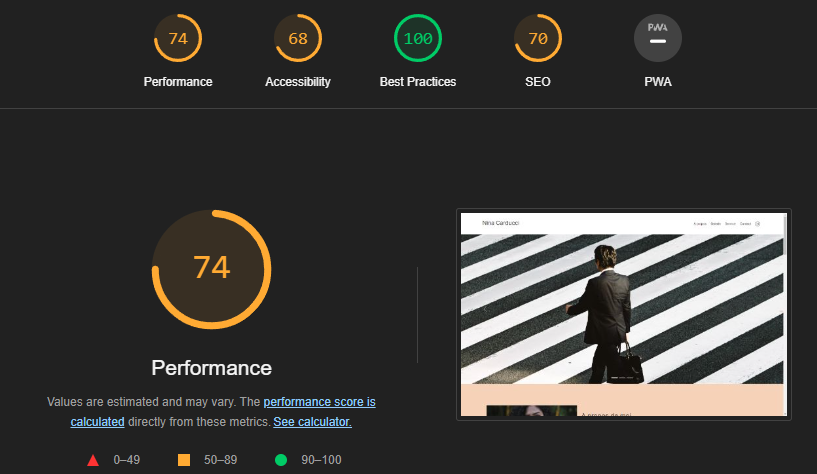 74 68 100 70 PWA
Performance Accessibility Best Practices SEO PWA
Nina Carducci
74
Performance
Values are estimated and may vary. The performance score is
calculated directly from these metrics. See calculator.
A propos de moi
0–49 50–89 90–100